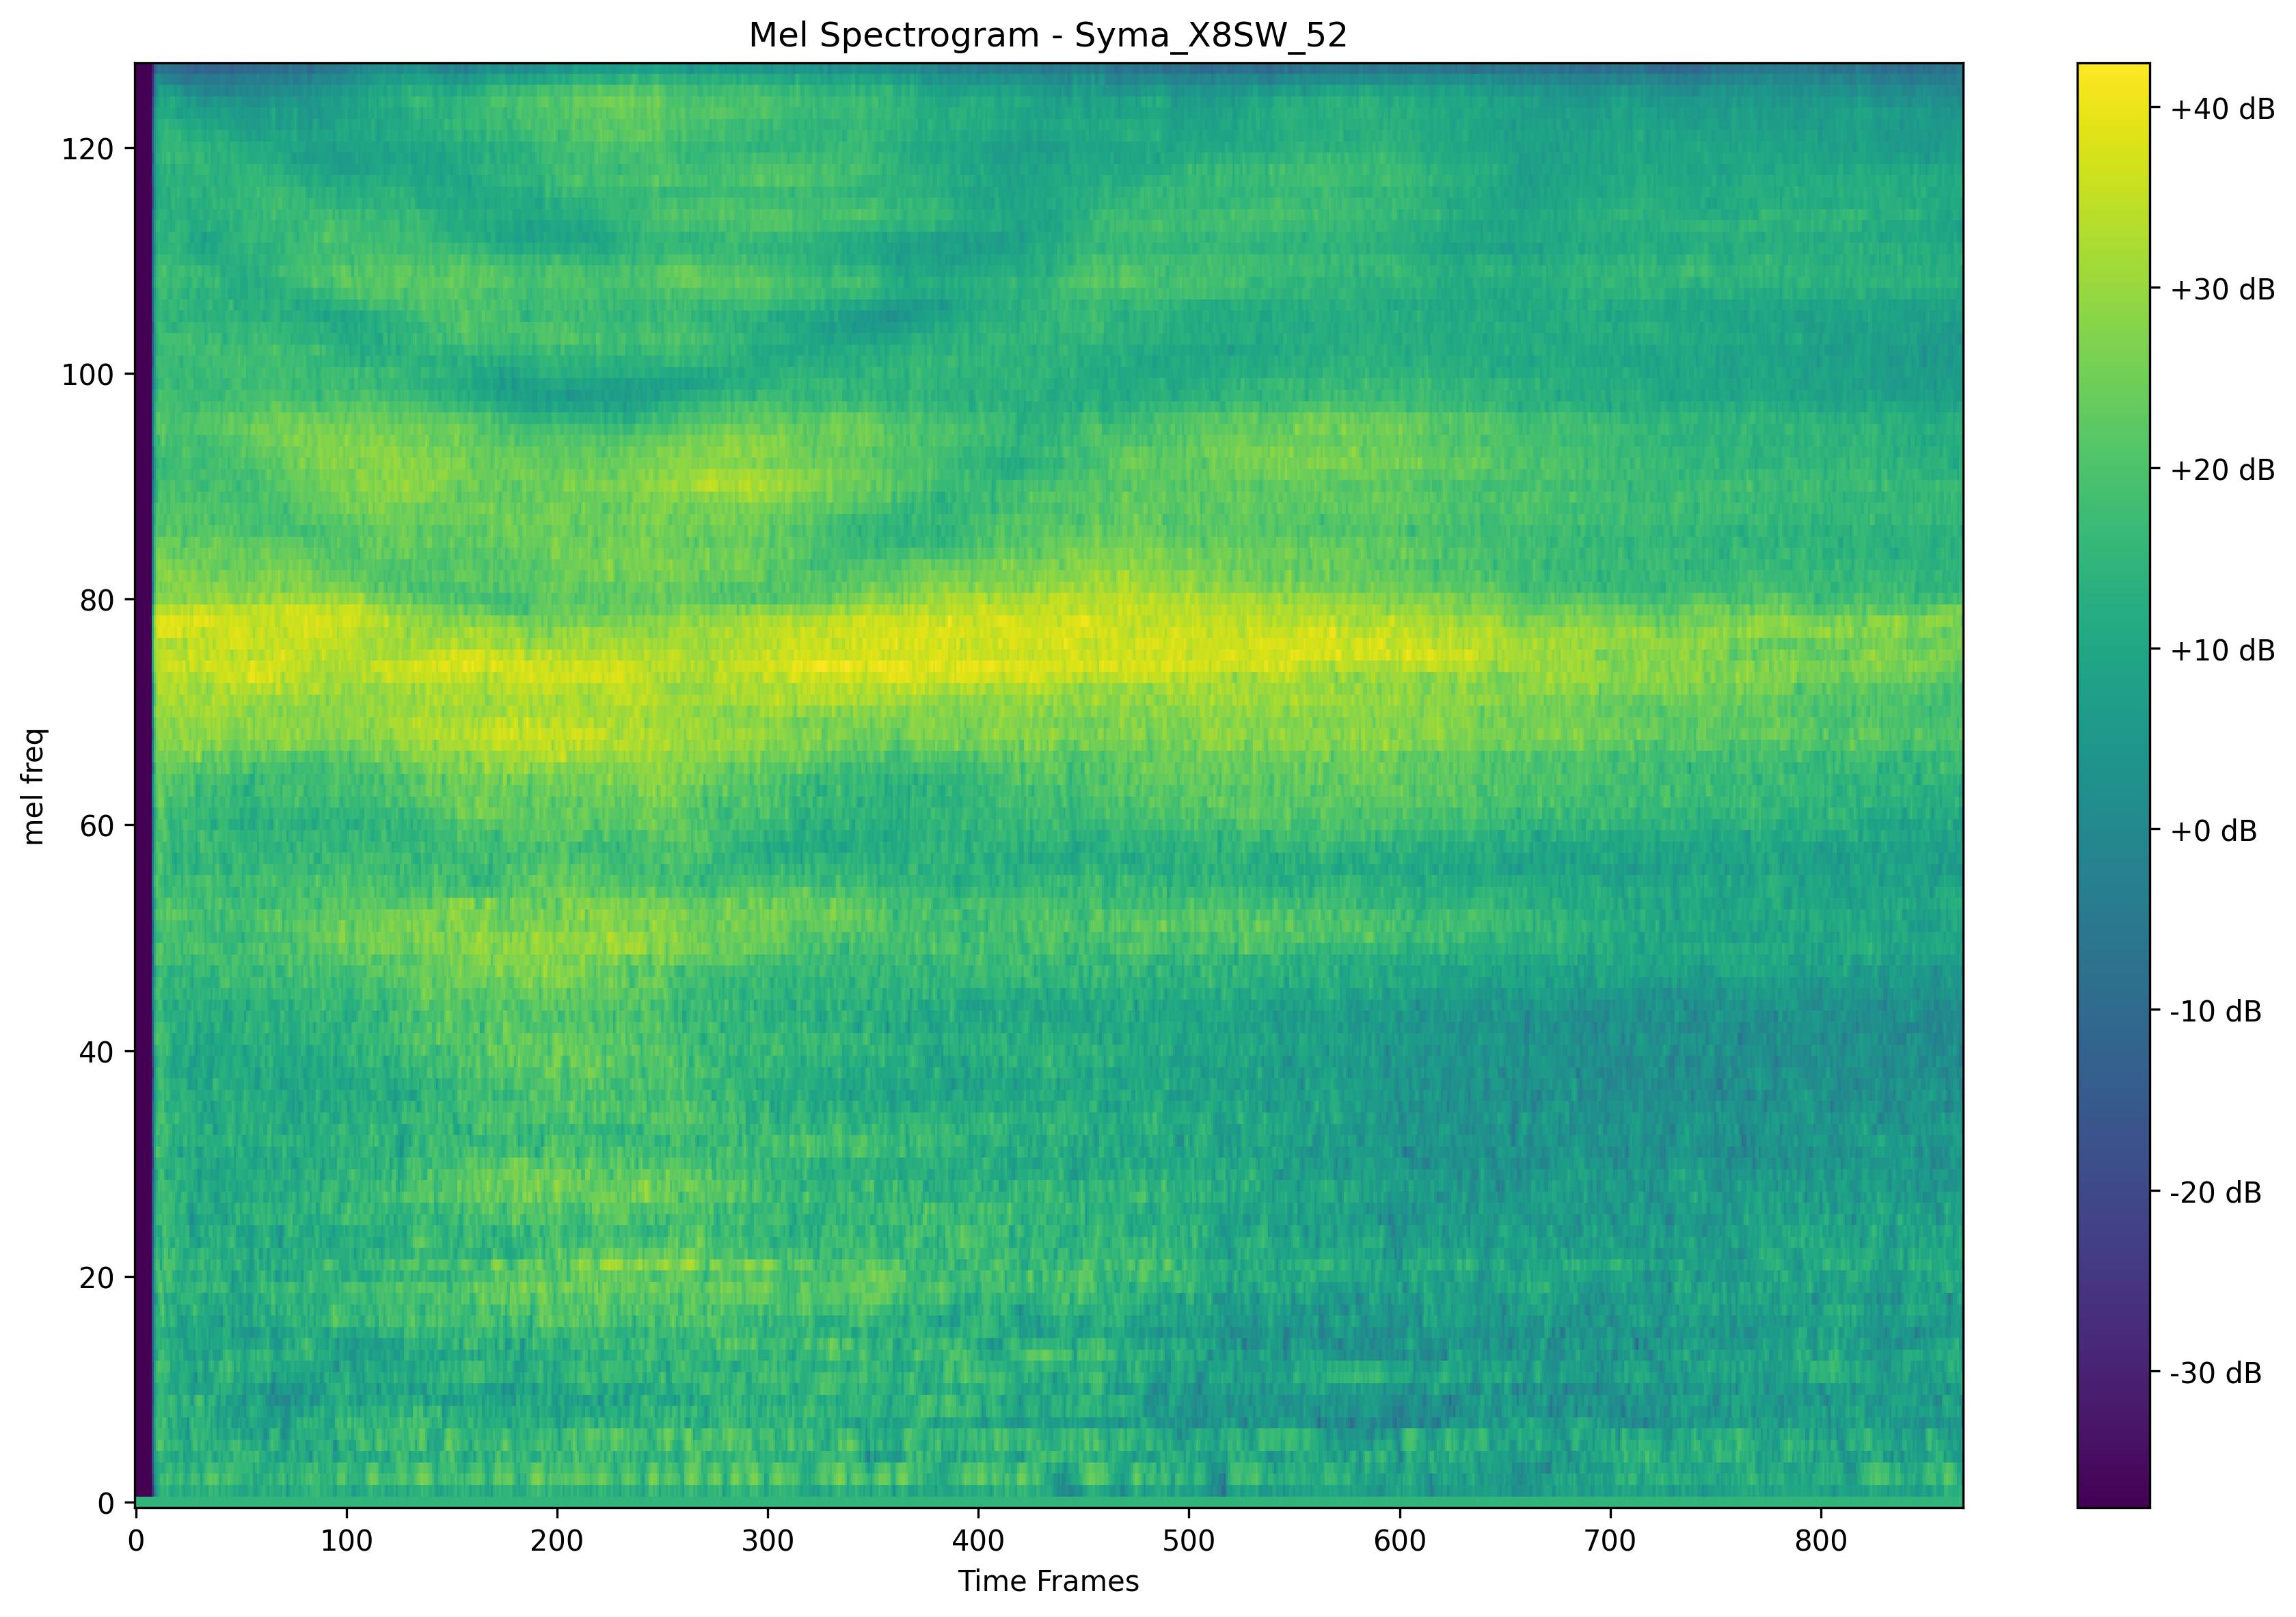 Mel Spectrogram - Syma_X8SW_52
mel freq
120
100
80
60
40
20
0
0 100 200 300 400 500 600 700 800
Time Frames
+40 dB
+30 dB
+20 dB
+10 dB
+0 dB
-10 dB
-20 dB
-30 dB